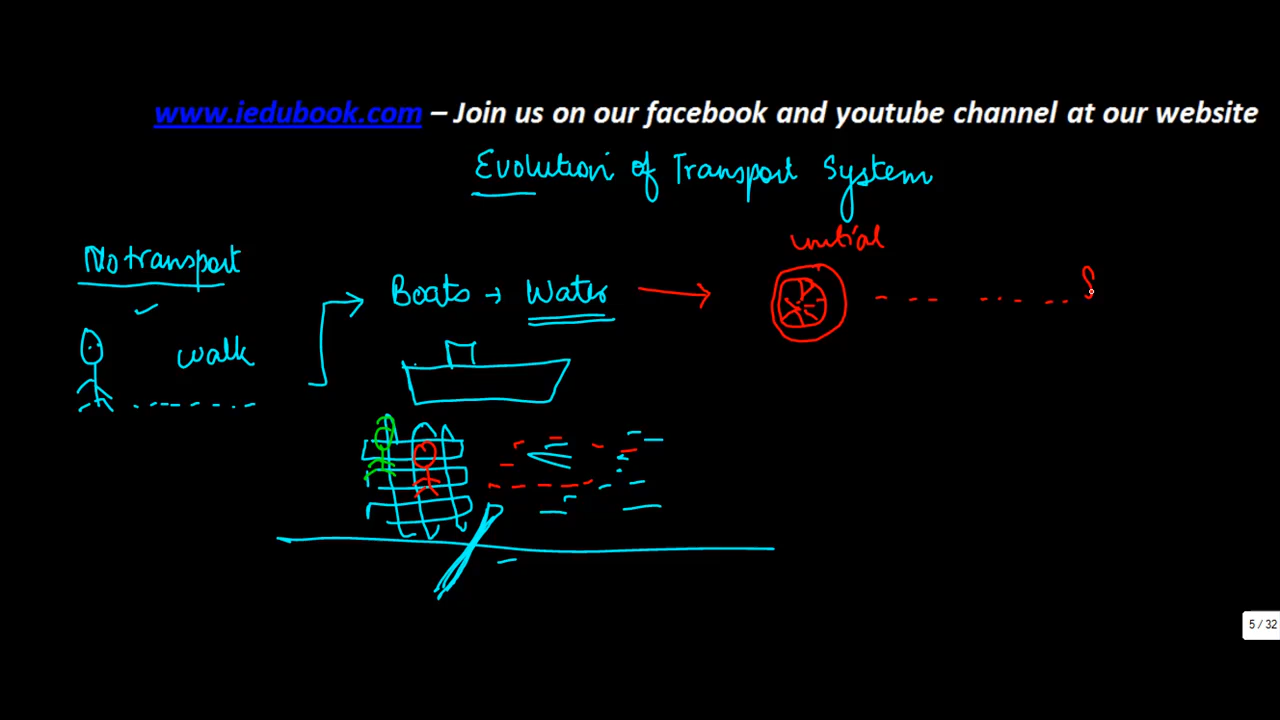 www.iedubook.com – Join us on our facebook and youtube channel at our website
Evolution of Transport System
initial
No transport
Boats → Water
walk
5 / 32